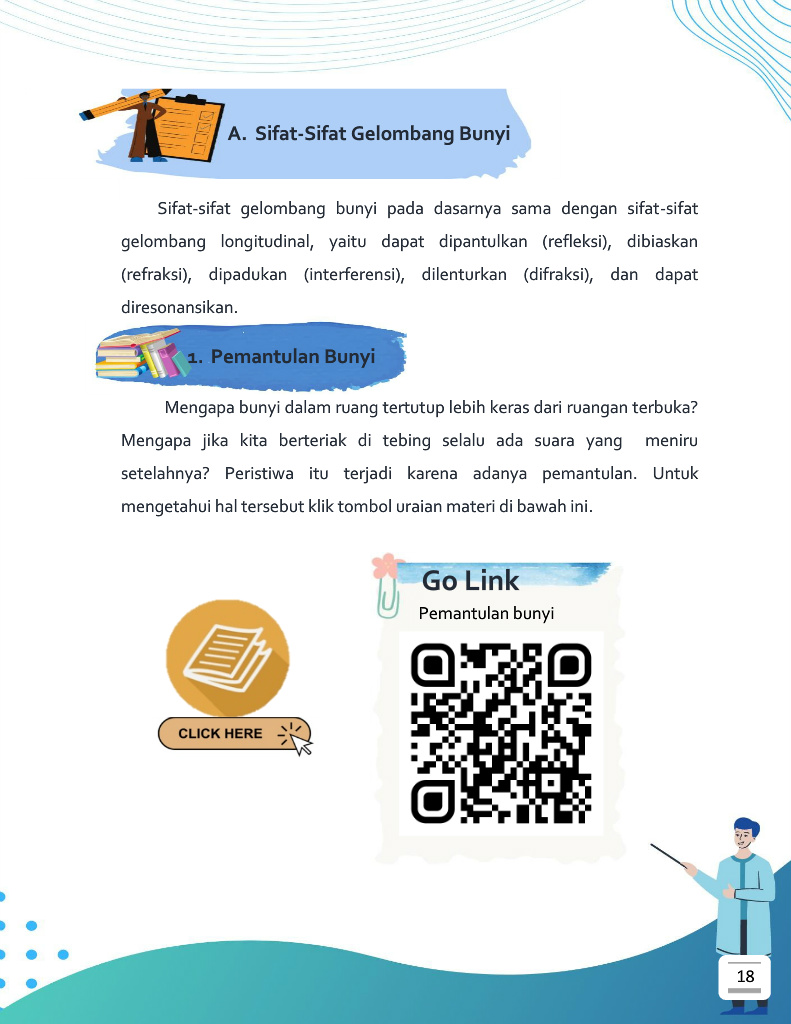 A. Sifat-Sifat Gelombang Bunyi
Sifat-sifat gelombang bunyi pada dasarnya sama dengan sifat-sifat
gelombang longitudinal, yaitu dapat dipantulkan (refleksi), dibiaskan
(refraksi), dipadukan (interferensi), dilenturkan (difraksi), dan dapat
diresonansikan.
1. Pemantulan Bunyi
Mengapa bunyi dalam ruang tertutup lebih keras dari ruangan terbuka?
Mengapa jika kita berteriak di tebing selalu ada suara yang meniru
setelahnya? Peristiwa itu terjadi karena adanya pemantulan. Untuk
mengetahui hal tersebut klik tombol uraian materi di bawah ini.
Go Link
Pemantulan bunyi
CLICK HERE
18